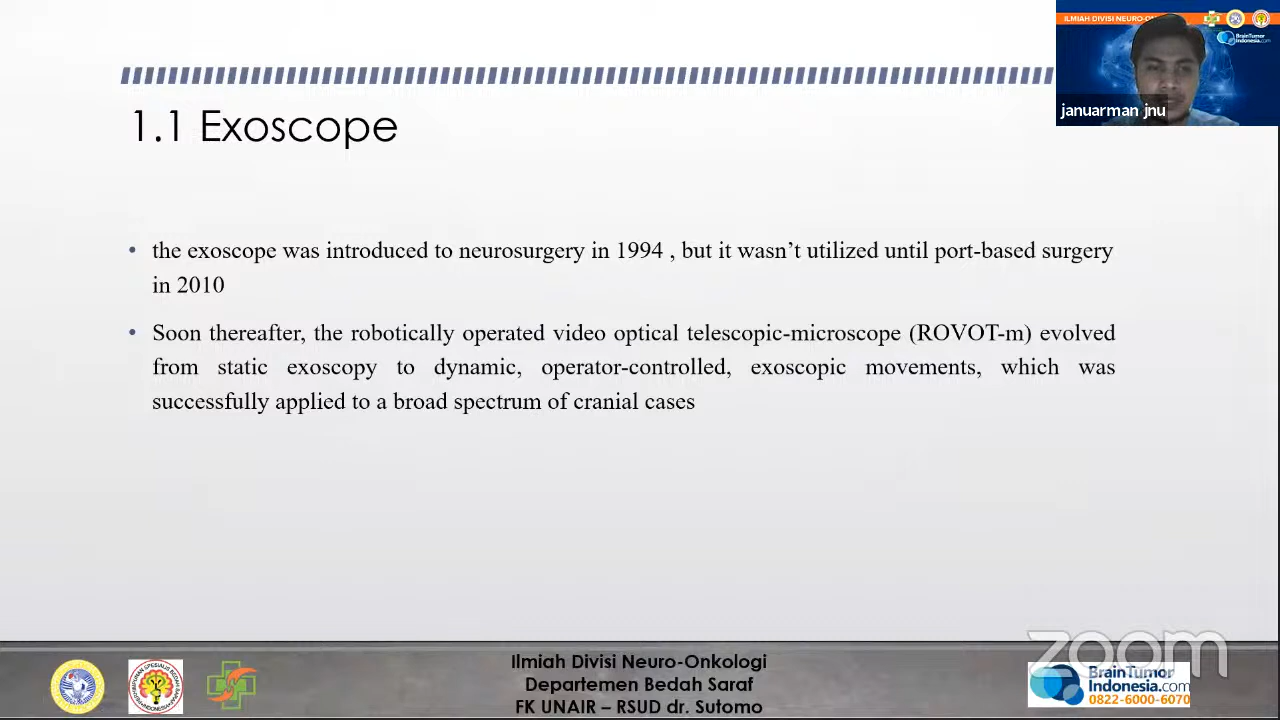 ILMIAH DIVISI NEURO-ON
BrainTumor
Indonesia.com
januarman jnu
1.1 Exoscope
• the exoscope was introduced to neurosurgery in 1994 , but it wasn’t utilized until port-based surgery
in 2010
• Soon thereafter, the robotically operated video optical telescopic-microscope (ROVOT-m) evolved
from static exoscopy to dynamic, operator-controlled, exoscopic movements, which was
successfully applied to a broad spectrum of cranial cases
zoom
Ilmiah Divisi Neuro-Onkologi
Departemen Bedah Saraf
FK UNAIR – RSUD dr. Sutomo
BrainTumor
Indonesia.com
0822-6000-6070